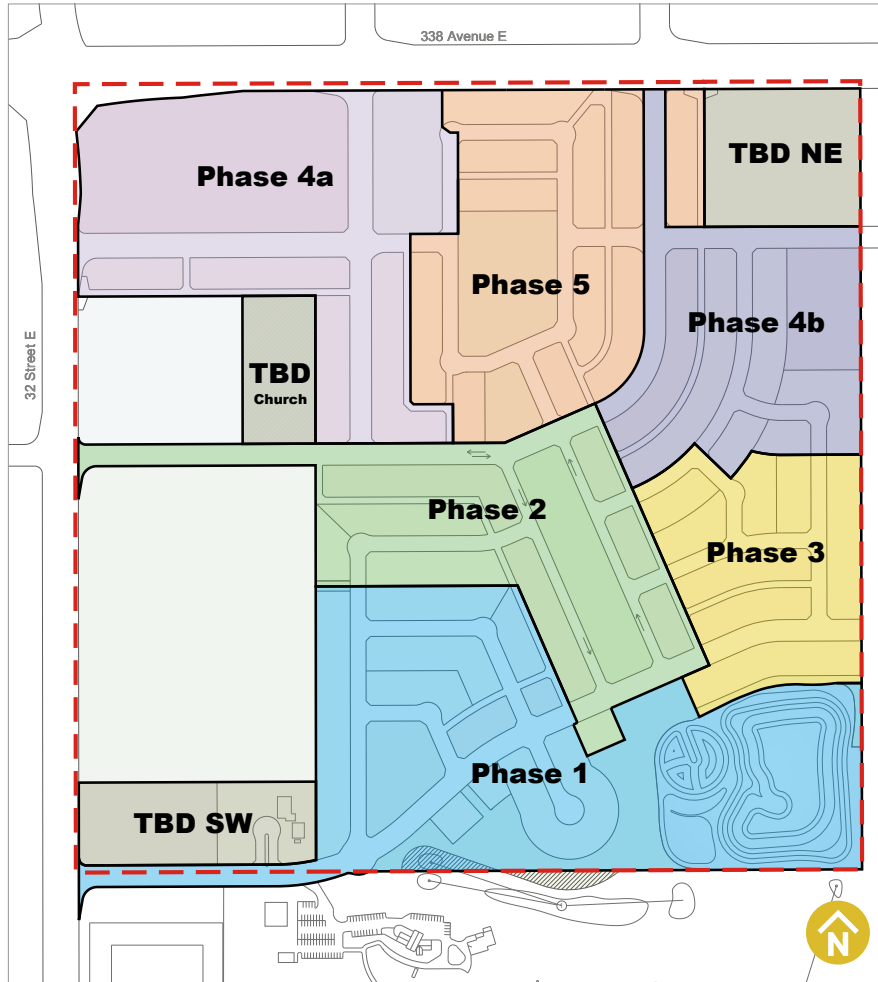 338 Avenue E
TBD NE
Phase 4a
Phase 5
Phase 4b
32 Street E
TBD
Church
Phase 2
Phase 3
Phase 1
TBD SW
N